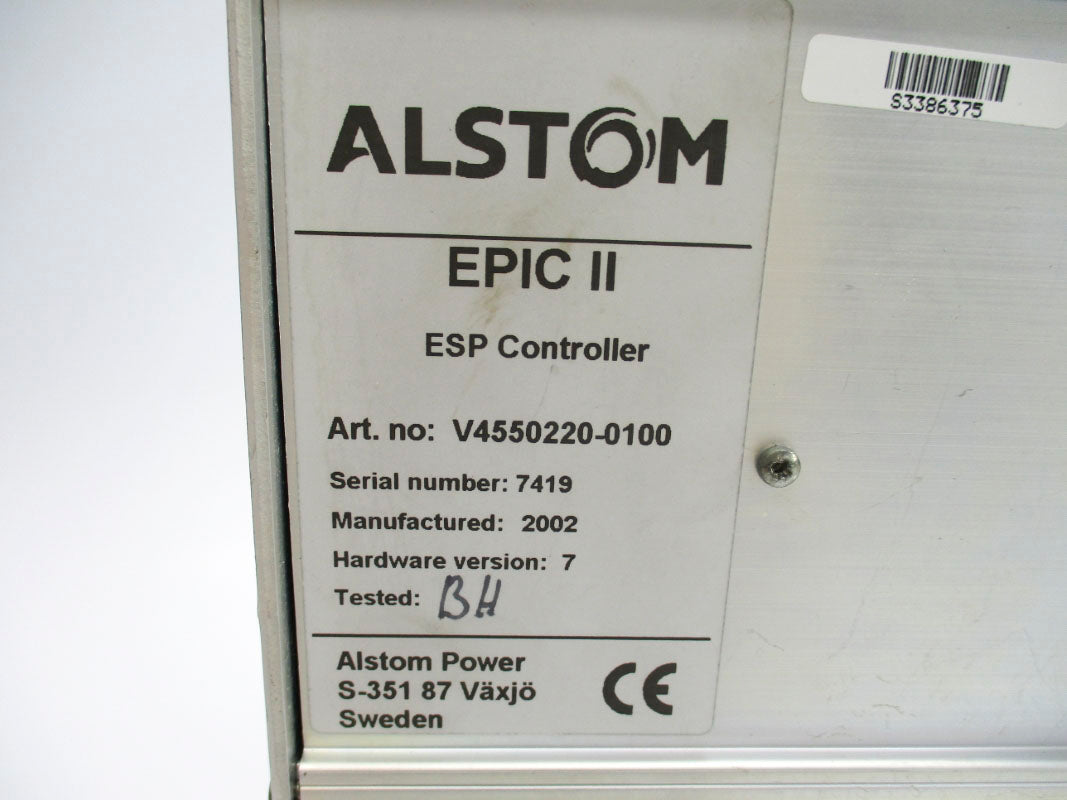 ALSTOM
S3386375
EPIC II
ESP Controller
Art. no: V4550220-0100
Serial number: 7419
Manufactured: 2002
Hardware version: 7
Tested: BH
Alstom Power
S-351 87 Växjö
Sweden
CE